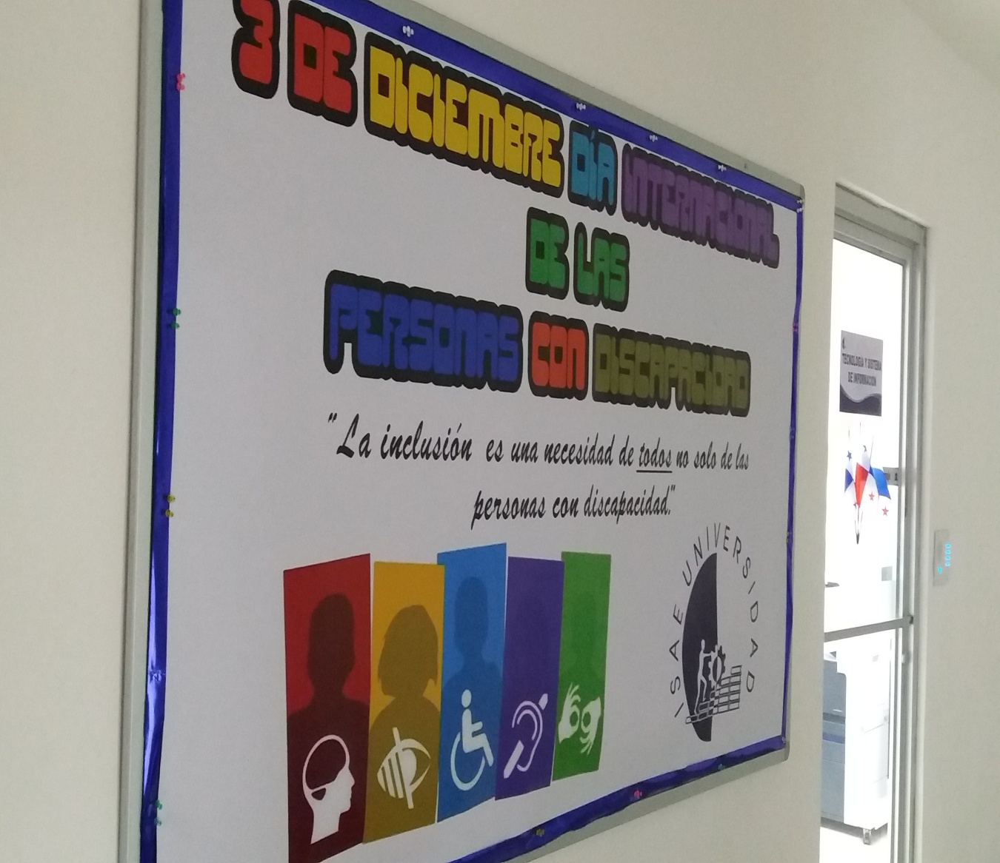 3 DE DICIEMBRE DÍA INTERNACIONAL
DE LAS
PERSONAS CON DISCAPACIDAD
"La inclusión es una necesidad de todos no solo de las
personas con discapacidad."
ISAE UNIVERSIDAD
TECNOLOGIA Y SISTEMA
DE INFORMACIÓN